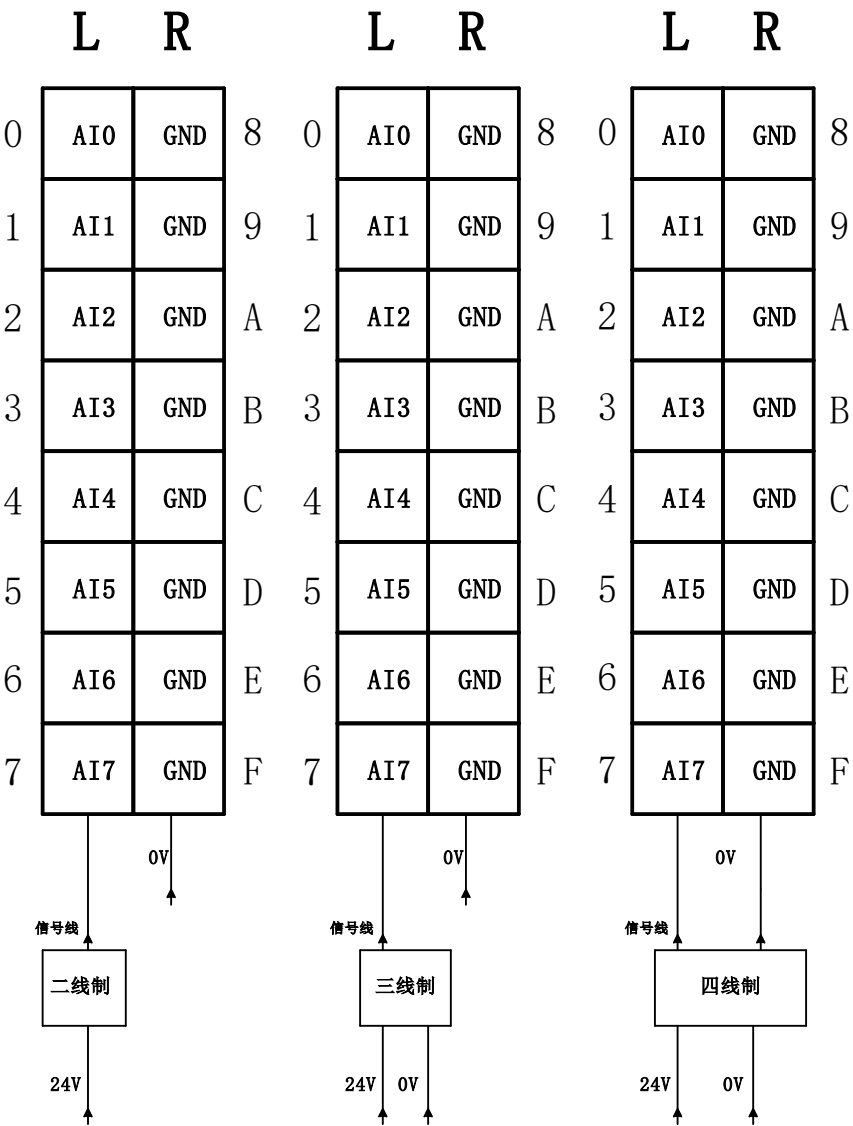 L R L R L R
0 AI0 GND 8 0 AI0 GND 8 0 AI0 GND 8
1 AI1 GND 9 1 AI1 GND 9 1 AI1 GND 9
2 AI2 GND A 2 AI2 GND A 2 AI2 GND A
3 AI3 GND B 3 AI3 GND B 3 AI3 GND B
4 AI4 GND C 4 AI4 GND C 4 AI4 GND C
5 AI5 GND D 5 AI5 GND D 5 AI5 GND D
6 AI6 GND E 6 AI6 GND E 6 AI6 GND E
7 AI7 GND F 7 AI7 GND F 7 AI7 GND F
0V 0V 0V
信号线 信号线 信号线
二线制 三线制 四线制
24V 24V 0V 24V 0V